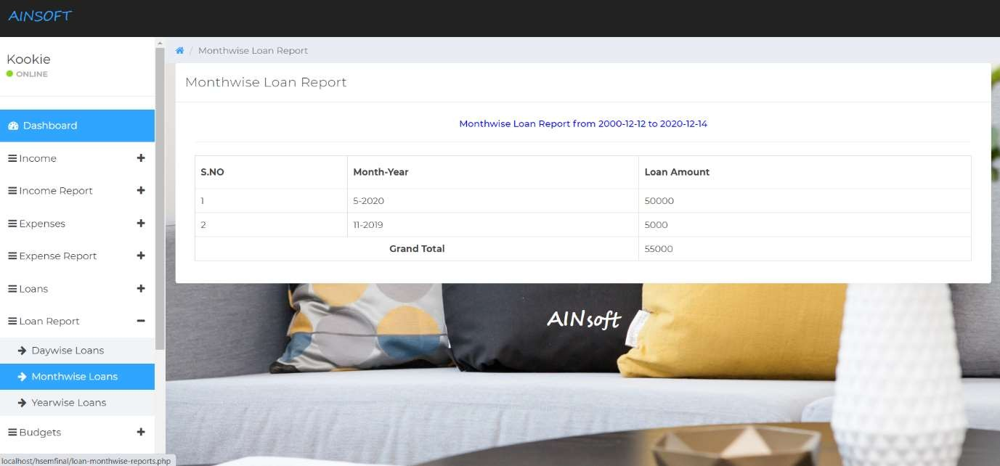 AINSOFT
Kookie
ONLINE
Dashboard
Income
Income Report
Expenses
Expense Report
Loans
Loan Report
Daywise Loans
Monthwise Loans
Yearwise Loans
Budgets
localhost/hsemfinal/loan-monthwise-reports.php
/ Monthwise Loan Report
Monthwise Loan Report
Monthwise Loan Report from 2000-12-12 to 2020-12-14
S.NO Month-Year Loan Amount
1 5-2020 50000
2 11-2019 5000
Grand Total 55000
AINsoft